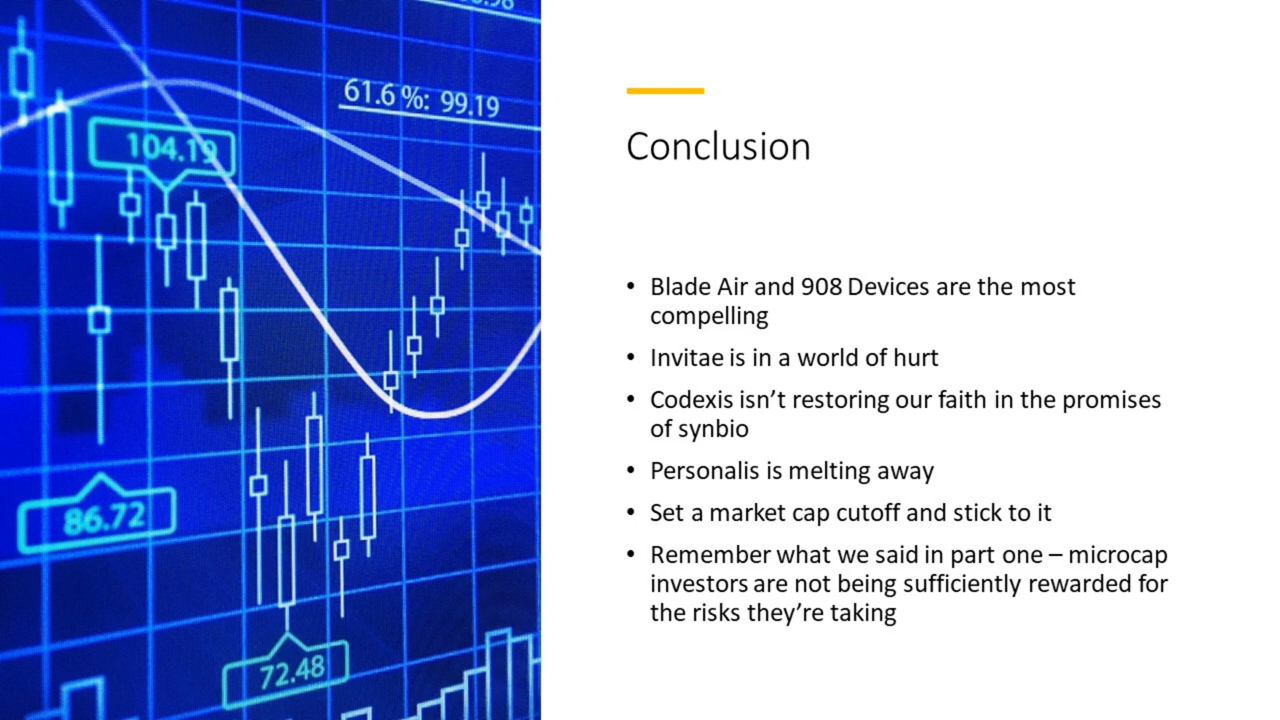 61.6 %: 99.19
104.19
86.72
72.48
Conclusion
• Blade Air and 908 Devices are the most
compelling
• Invitae is in a world of hurt
• Codexis isn’t restoring our faith in the promises
of synbio
• Personalis is melting away
• Set a market cap cutoff and stick to it
• Remember what we said in part one – microcap
investors are not being sufficiently rewarded for
the risks they’re taking